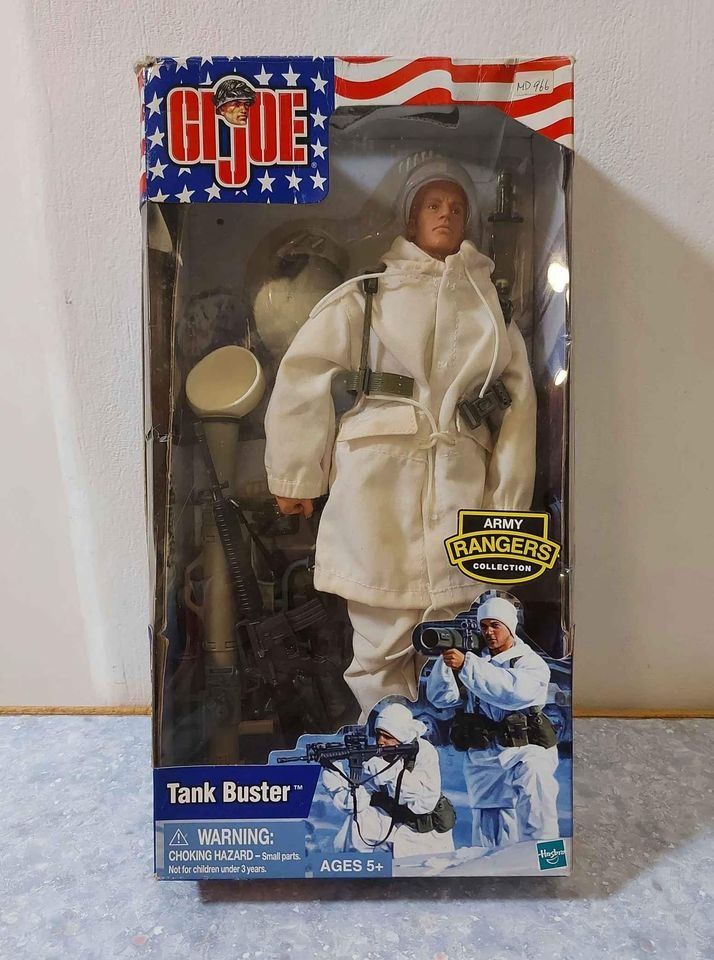 MD 966
GI JOE®
ARMY
RANGERS
COLLECTION
Tank Buster™
WARNING:
CHOKING HAZARD – Small parts.
Not for children under 3 years.
AGES 5+
Hasbro